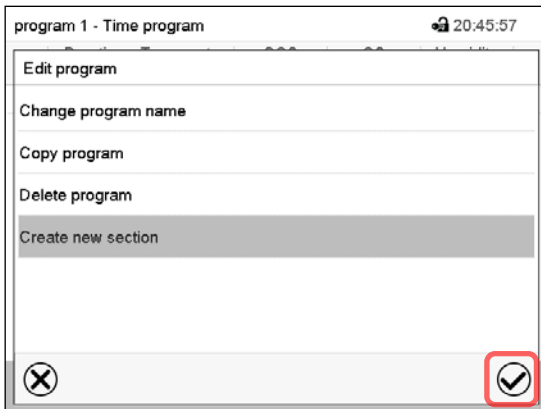 program 1 - Time program 20:45:57
Edit program
Change program name
Copy program
Delete program
Create new section